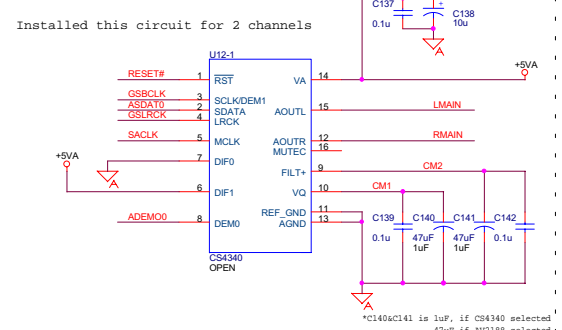 C137
0.1u
+
C138
10u
Installed this circuit for 2 channels
A
U12-1
+5VA
RESET# 1 RST VA 14
GSBCLK 3 SCLK/DEM1
ASDAT0 2 SDATA AOUTL 15 LMAIN
GSLRCK 4 LRCK
SACLK 5 MCLK AOUTR 12 RMAIN
MUTEC 16
+5VA
7 DIF0 FILT+ 9 CM2
A
6 DIF1 VQ 10 CM1
REF_GND 11
ADEMO0 8 DEM0 AGND 13
C139 C140 C141 C142
0.1u 47uF 47uF 0.1u
1uF 1uF
CS4340
OPEN
A
*C140&C141 is 1uF, if CS4340 selected